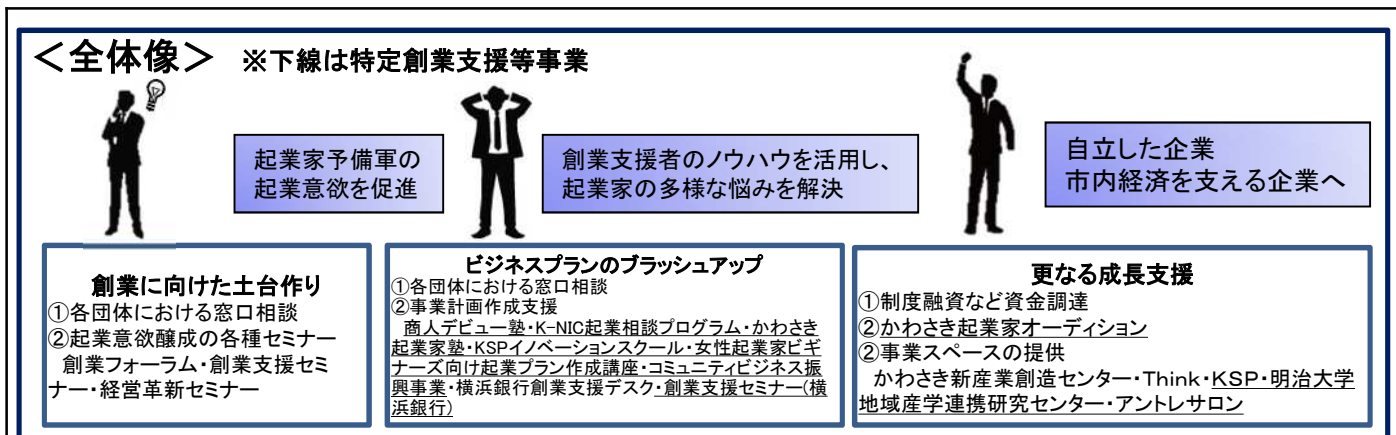 ＜全体像＞　※下線は特定創業支援等事業
起業家予備軍の
起業意欲を促進
創業支援者のノウハウを活用し、
起業家の多様な悩みを解決
自立した企業
市内経済を支える企業へ
創業に向けた土台作り
①各団体における窓口相談
②起業意欲醸成の各種セミナー
創業フォーラム・創業支援セミ
ナー・経営革新セミナー
ビジネスプランのブラッシュアップ
①各団体における窓口相談
②事業計画作成支援
商人デビュー塾・K-NIC起業相談プログラム・かわさき
起業家塾・KSPイノベーションスクール・女性起業家ビギ
ナーズ向け起業プラン作成講座・コミュニティビジネス振
興事業・横浜銀行創業支援デスク・創業支援セミナー(横
浜銀行)
更なる成長支援
①制度融資など資金調達
②かわさき起業家オーディション
②事業スペースの提供
かわさき新産業創造センター・Think・KSP・明治大学
地域産学連携研究センター・アントレサロン